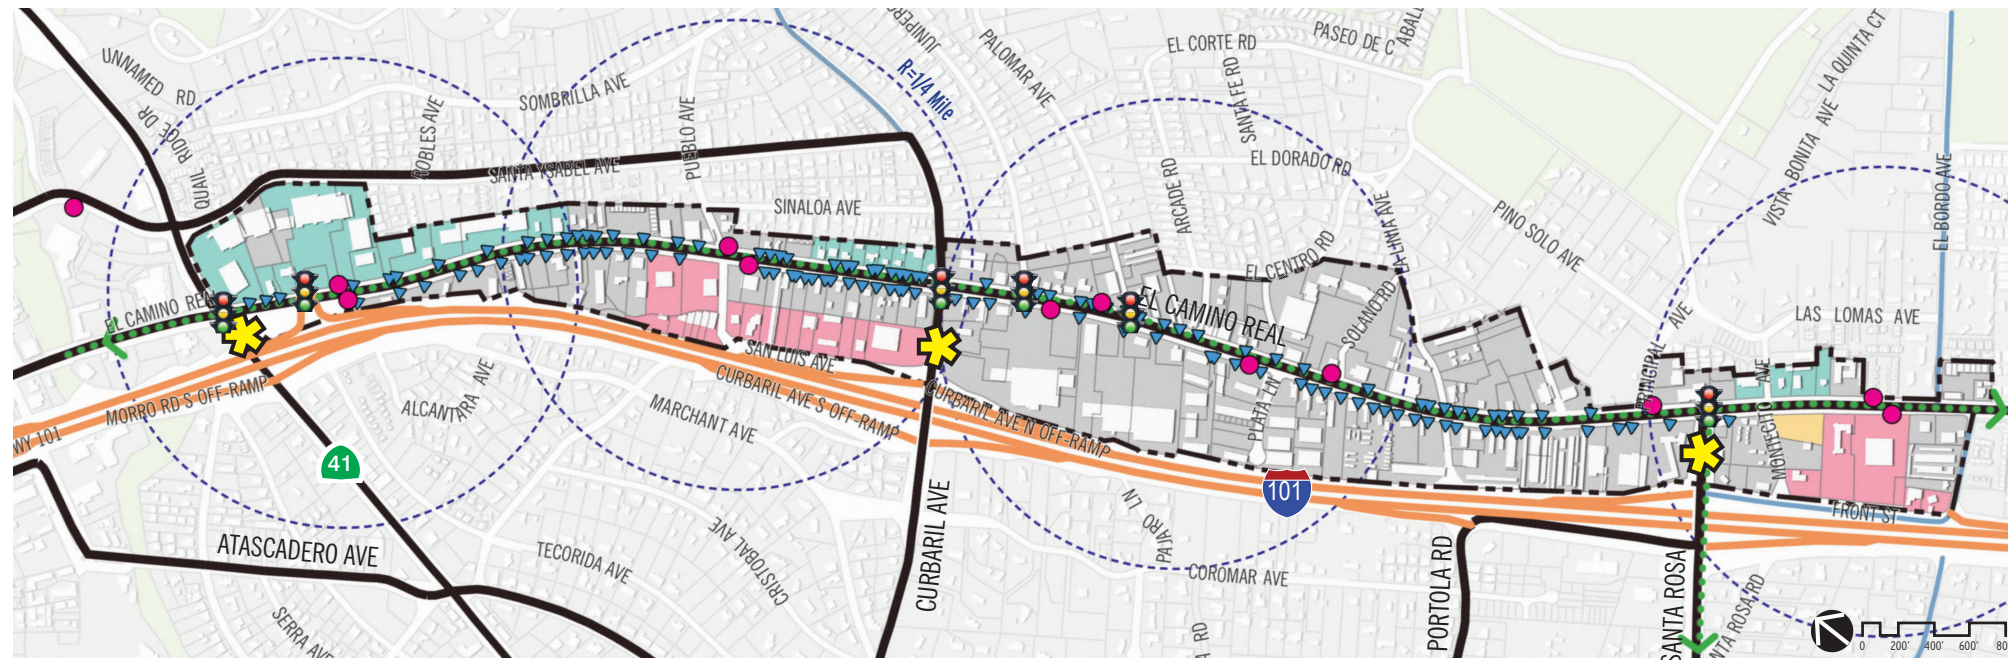 UNNAMED RD
RIDGE DR
QUAIL
ROBLES AVE
SOMBRILLA AVE
PUEBLO AVE
SANTA YSABEL AVE
SINALOA AVE
R=1/4 Mile
PALOMAR AVE
EL CORTE RD
SANTA FE RD
PASEO DE C
EL DORADO RD
ARCADE RD
EL CENTRO RD
LA LINIA AVE
SOLANO RD
PINO SOLO AVE
LA QUINTA CT
VISTA BONITA AVE
EL BORDO AVE
LAS LOMAS AVE
PRINCIPAL AVE
MONTECITO AVE
EL CAMINO REAL
EL CAMINO REAL
MORRO RD S OFF-RAMP
WY 101
41
ALCANTARA AVE
SAN LUIS AVE
CURBARIL AVE S OFF-RAMP
MARCHANT AVE
CURBARIL AVE N OFF-RAMP
PLATA LN
101
FRONT ST
ATASCADERO AVE
TECORIDA AVE
CRISTOBAL AVE
SERRA AVE
CURBARIL AVE
PAJARO LN
COROMAR AVE
RD
PORTOLA RD
SANTA ROSA
NTA ROSA RD
0 200' 400' 600' 80